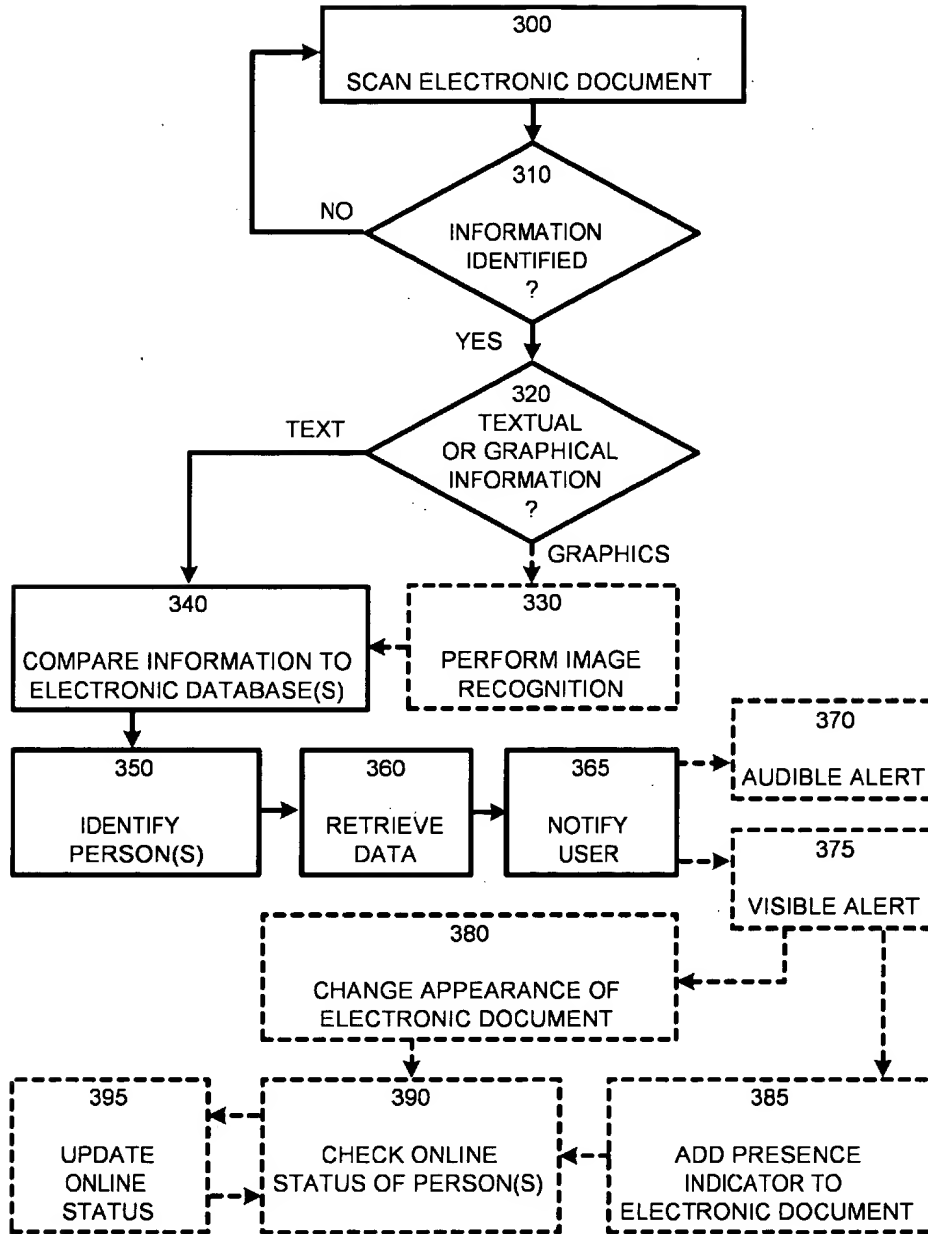 300
SCAN ELECTRONIC DOCUMENT
310
NO
INFORMATION
IDENTIFIED
?
YES
320
TEXTUAL
OR GRAPHICAL
INFORMATION
?
TEXT
GRAPHICS
340
COMPARE INFORMATION TO
ELECTRONIC DATABASE(S)
330
PERFORM IMAGE
RECOGNITION
350
IDENTIFY
PERSON(S)
360
RETRIEVE
DATA
365
NOTIFY
USER
370
AUDIBLE ALERT
375
VISIBLE ALERT
380
CHANGE APPEARANCE OF
ELECTRONIC DOCUMENT
395
UPDATE
ONLINE
STATUS
390
CHECK ONLINE
STATUS OF PERSON(S)
385
ADD PRESENCE
INDICATOR TO
ELECTRONIC DOCUMENT